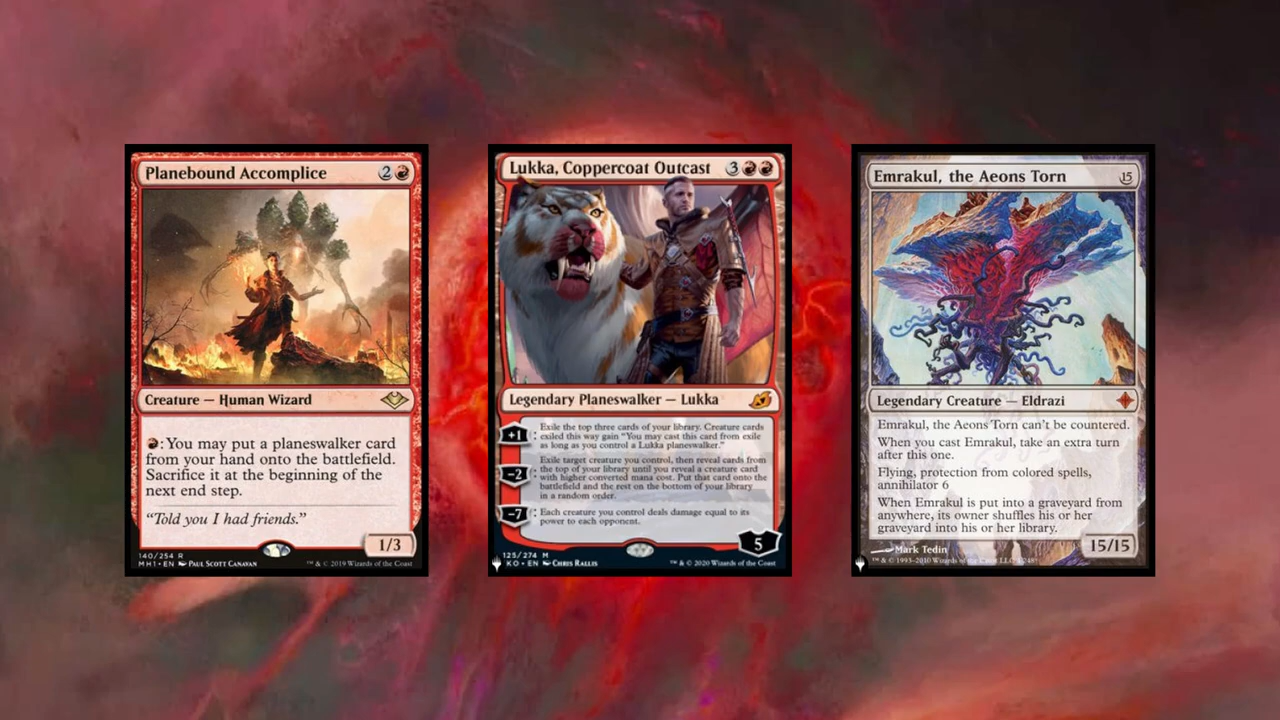 Planebound Accomplice 2
Creature — Human Wizard
: You may put a planeswalker card
from your hand onto the battlefield.
Sacrifice it at the beginning of the
next end step.
“Told you I had friends.”
1/3
140/254 R
MH1 • EN Paul Scott Canavan ™ & © 2019 Wizards of the Coast
Lukka, Coppercoat Outcast 3
Legendary Planeswalker — Lukka
+1 : Exile the top three cards of your library. Creature cards
exiled this way gain “You may cast this card from exile
as long as you control a Lukka planeswalker.”
−2 : Exile target creature you control, then reveal cards from
the top of your library until you reveal a creature card
with higher converted mana cost. Put that card onto the
battlefield and the rest on the bottom of your library
in a random order.
−7 : Each creature you control deals damage equal to its
power to each opponent.
5
125/274 M
KO • EN Chris Rallis ™ & © 2020 Wizards of the Coast
Emrakul, the Aeons Torn 15
Legendary Creature — Eldrazi
Emrakul, the Aeons Torn can't be countered.
When you cast Emrakul, take an extra turn
after this one.
Flying, protection from colored spells,
annihilator 6
When Emrakul is put into a graveyard from
anywhere, its owner shuffles his or her
graveyard into his or her library.
15/15
Mark Tedin
™ & © 1993–2010 Wizards of the Coast LLC